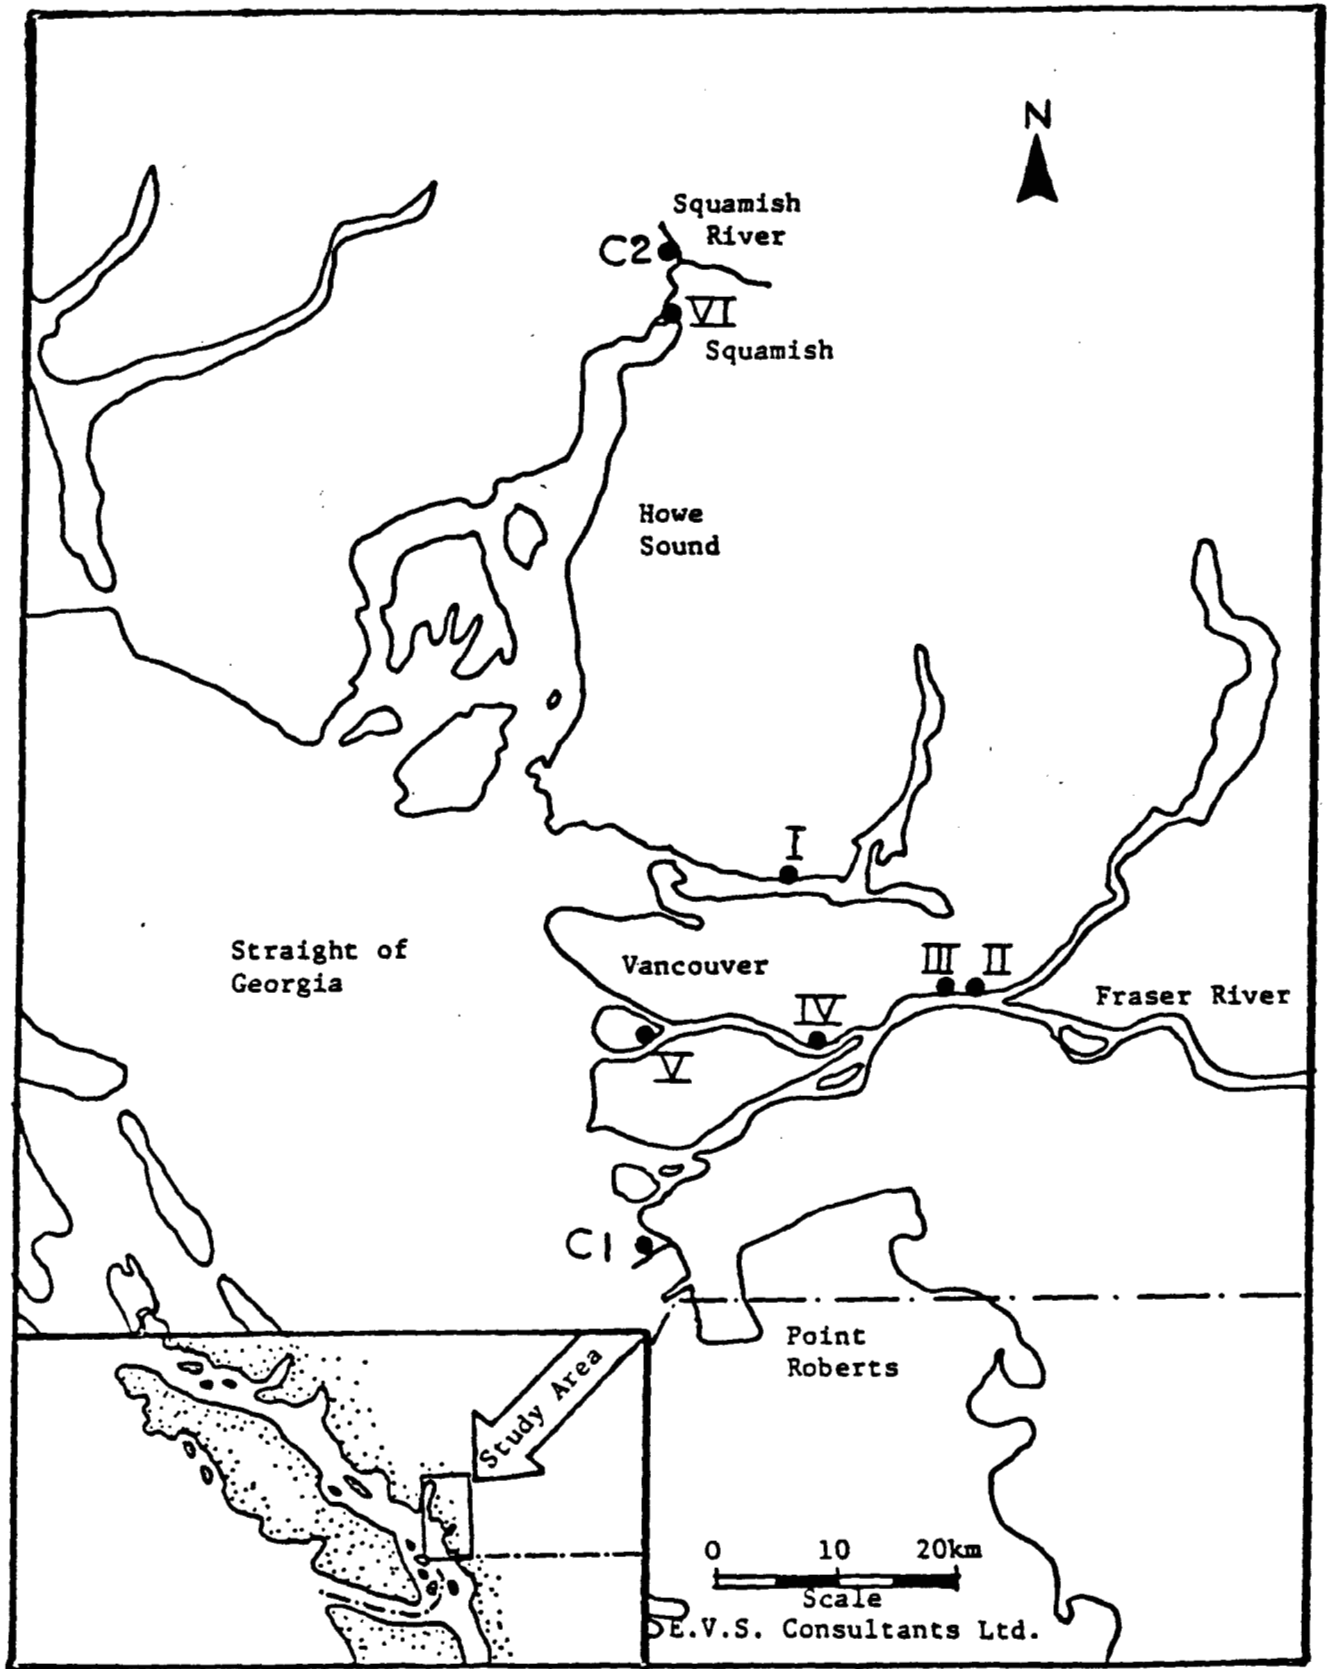 N
Squamish
River
C2
VI
Squamish
Howe
Sound
I
Straight of
Georgia
Vancouver
III II
IV
Fraser River
V
C1
Point
Roberts
Study Area
0 10 20km
Scale
E.V.S. Consultants Ltd.